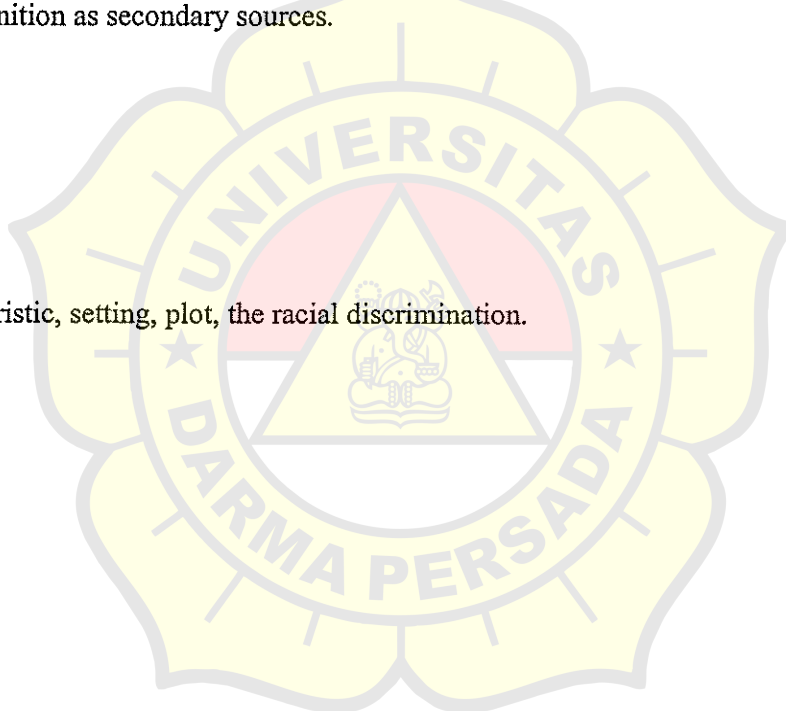 nition as secondary sources.
UNIVERSITAS
ristic, setting, plot, the racial discrimination.
DARMA PERSADA